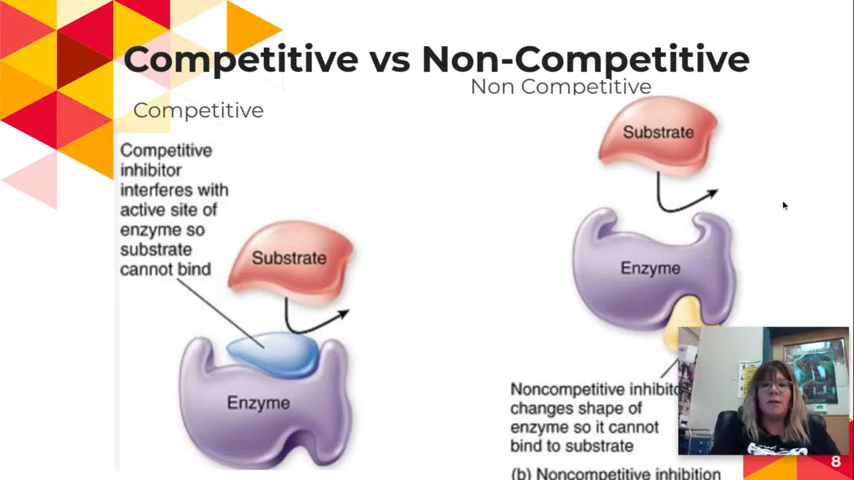 Competitive vs Non-Competitive
Non Competitive
Competitive
Competitive
inhibitor
interferes with
active site of
enzyme so
substrate
cannot bind
Substrate
Enzyme
Substrate
Enzyme
Noncompetitive inhibito
changes shape of
enzyme so it cannot
bind to substrate
(b) Noncompetitive inhibition
8